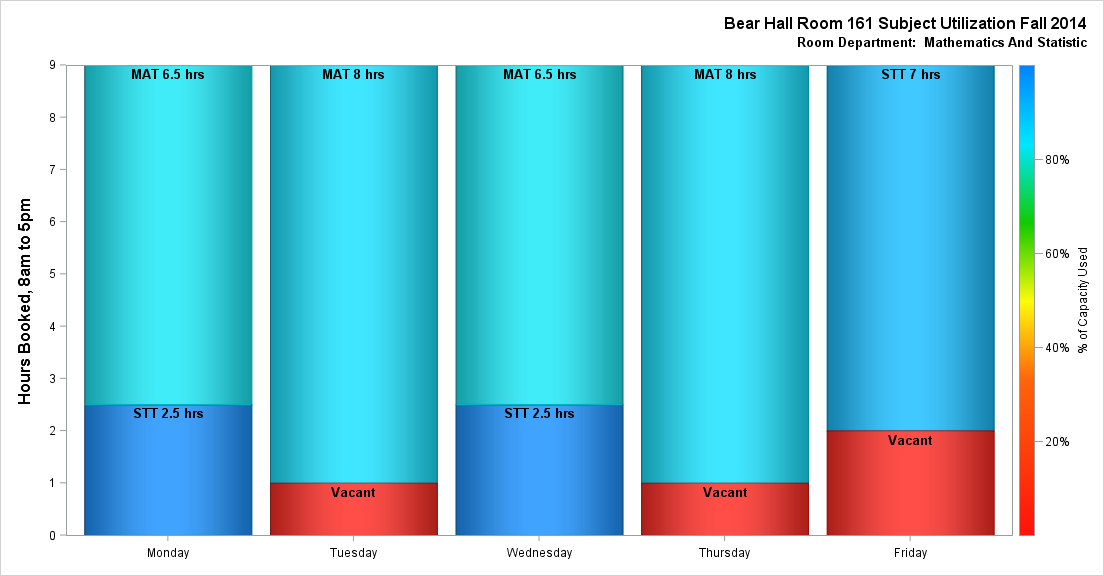 Bear Hall Room 161 Subject Utilization Fall 2014
Room Department:  Mathematics And Statistic
Hours Booked, 8am to 5pm
9
8
7
6
5
4
3
2
1
0
MAT 6.5 hrs
STT 2.5 hrs
MAT 8 hrs
Vacant
MAT 6.5 hrs
STT 2.5 hrs
MAT 8 hrs
Vacant
STT 7 hrs
Vacant
Monday
Tuesday
Wednesday
Thursday
Friday
80%
60%
40%
20%
% of Capacity Used